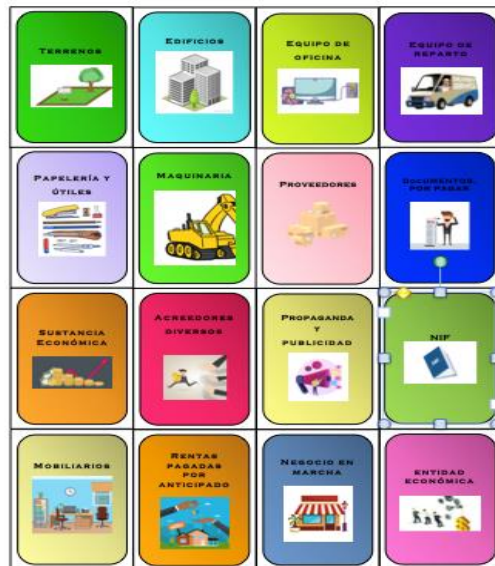 TERRENOS
EDIFICIOS
EQUIPO DE
OFICINA
EQUIPO DE
REPARTO
PAPELERÍA Y
ÚTILES
MAQUINARIA
PROVEEDORES
DOCUMENTOS
POR PAGAR
SUSTANCIA
ECONÓMICA
ACREEDORES
DIVERSOS
PROPAGANDA
Y
PUBLICIDAD
NIF
MOBILIARIOS
RENTAS
PAGADAS
POR
ANTICIPADO
NEGOCIO EN
MARCHA
ENTIDAD
ECONÓMICA